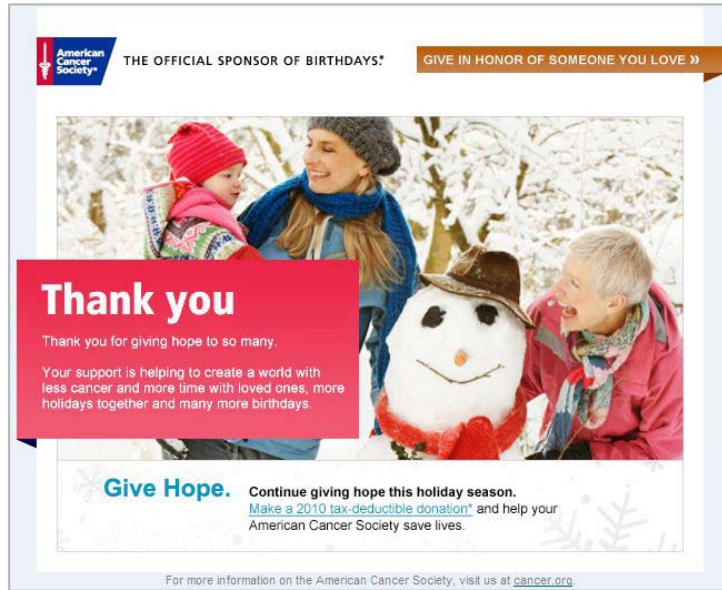 American
Cancer
Society®
THE OFFICIAL SPONSOR OF BIRTHDAYS.®
GIVE IN HONOR OF SOMEONE YOU LOVE »
Thank you
Thank you for giving hope to so many.
Your support is helping to create a world with
less cancer and more time with loved ones, more
holidays together and many more birthdays.
Give Hope.
Continue giving hope this holiday season.
Make a 2010 tax-deductible donation* and help your
American Cancer Society save lives.
For more information on the American Cancer Society, visit us at cancer.org.